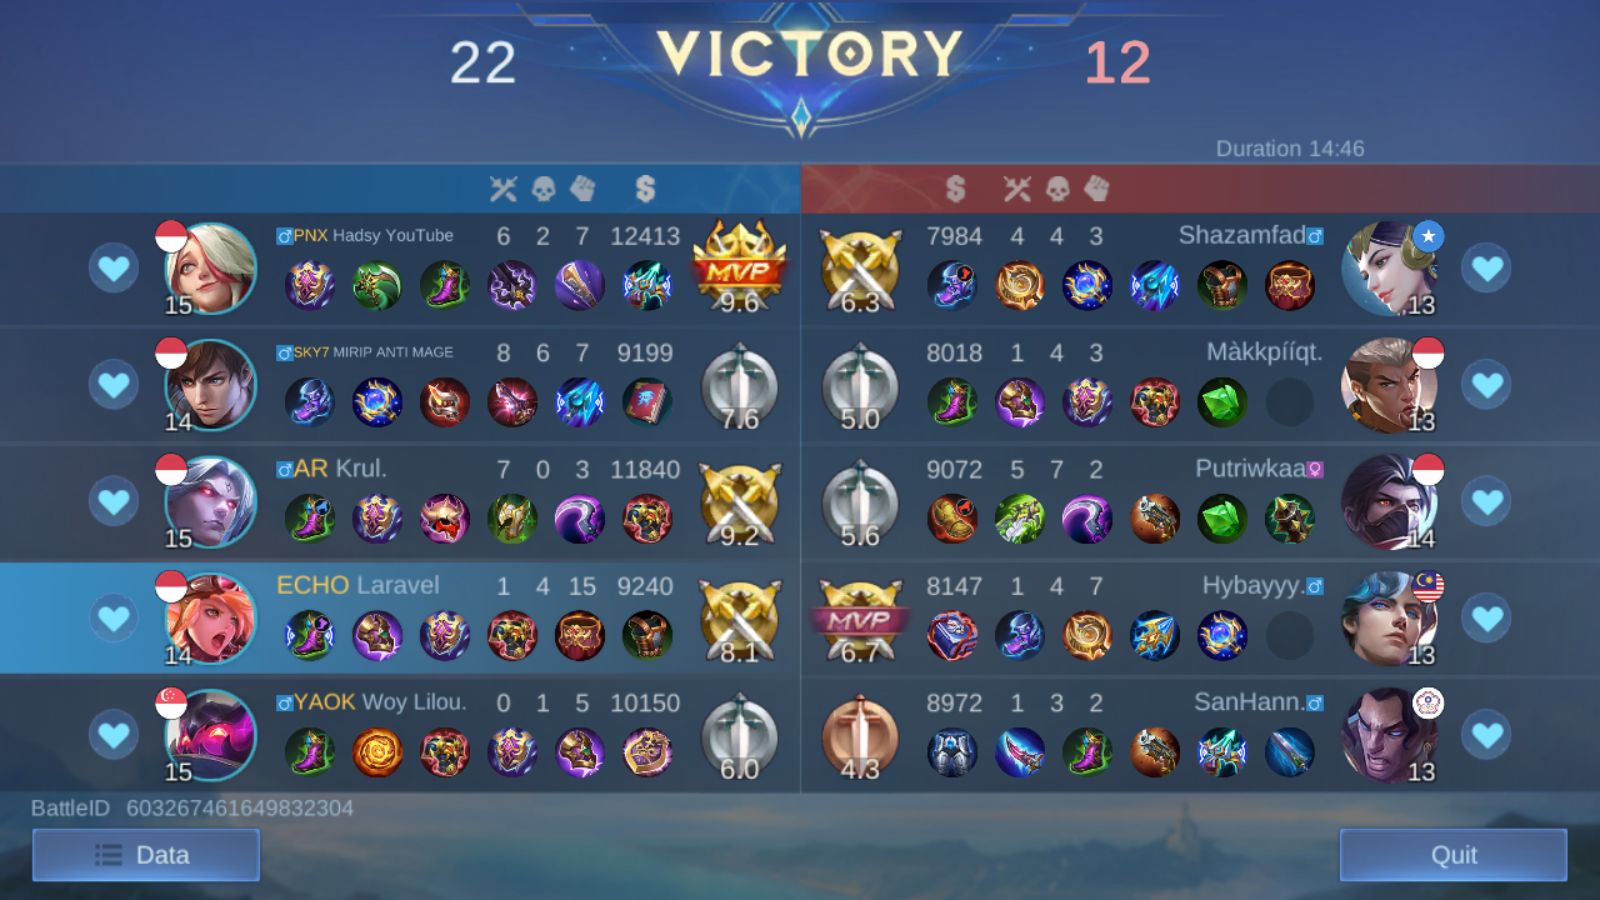 22 VICTORY 12
Duration 14:46
PNX Hadsy YouTube 6 2 7 12413 MVP 9.6 15
6.3 MVP 7984 4 4 3 Shazamfad 13
SKY7 MIRIP ANTI MAGE 8 6 7 9199 7.6 14
5.0 8018 1 4 3 Màkkpííqt. 13
AR Krul. 7 0 3 11840 9.2 15
5.6 9072 5 7 2 Putriwkaa 14
ECHO Laravel 1 4 15 9240 8.1 14
MVP 6.7 8147 1 4 7 Hybayyy. 13
YAOK Woy Lilou. 0 1 5 10150 6.0 15
4.3 8972 1 3 2 SanHann. 13
BattleID 603267461649832304
Data
Quit